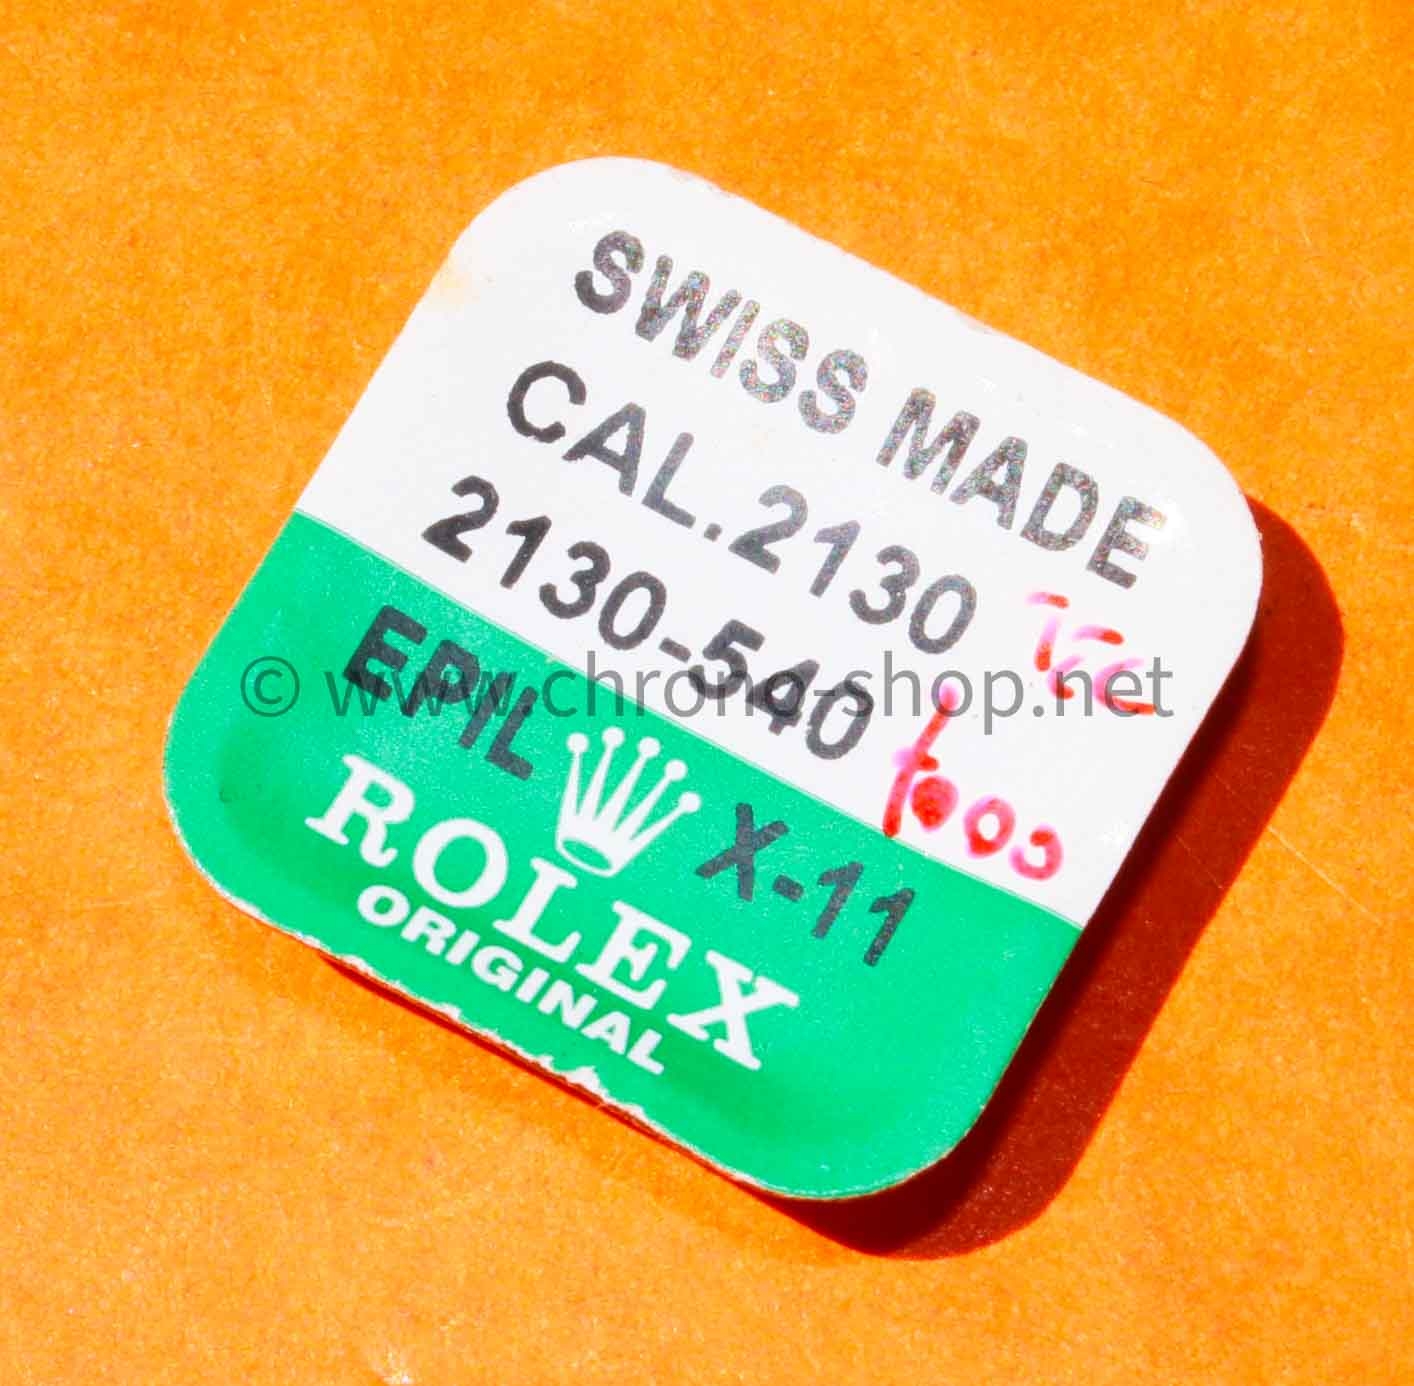 SWISS MADE
CAL.2130
2130-540
EPIL X-11
ROLEX
ORIGINAL
© www.chrono-shop.net